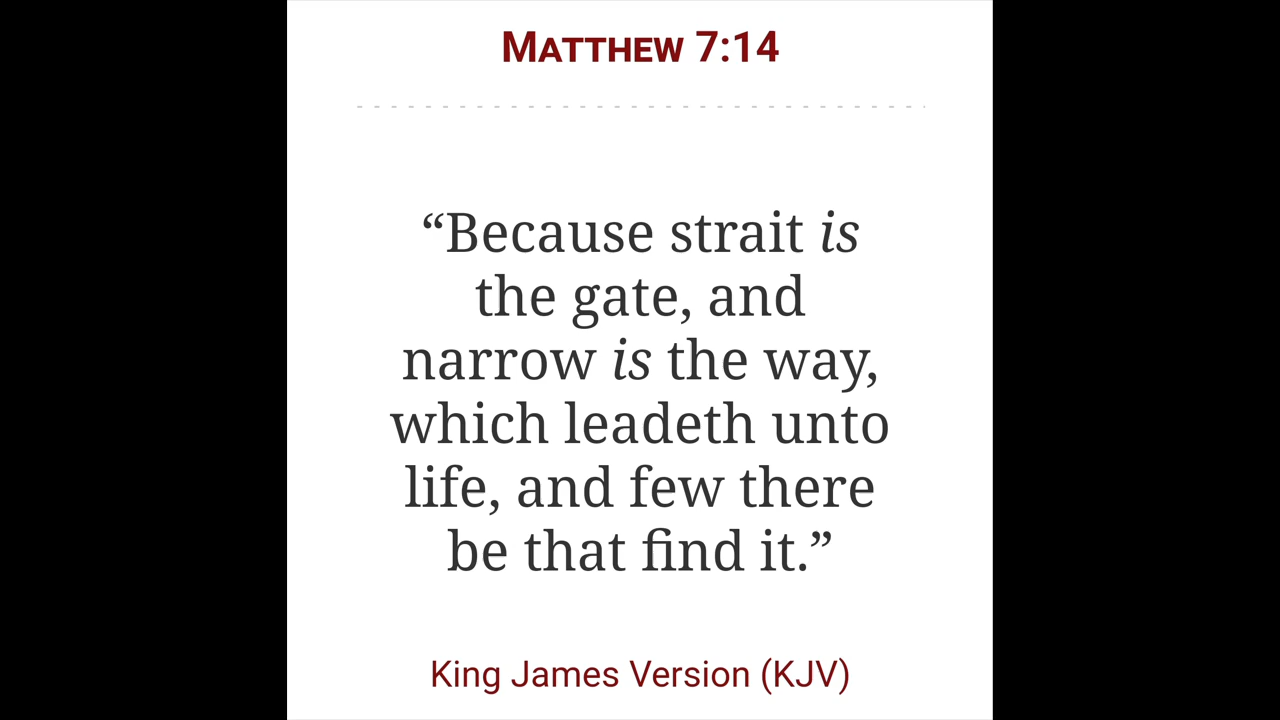 MATTHEW 7:14
“Because strait is
the gate, and
narrow is the way,
which leadeth unto
life, and few there
be that find it.”
King James Version (KJV)